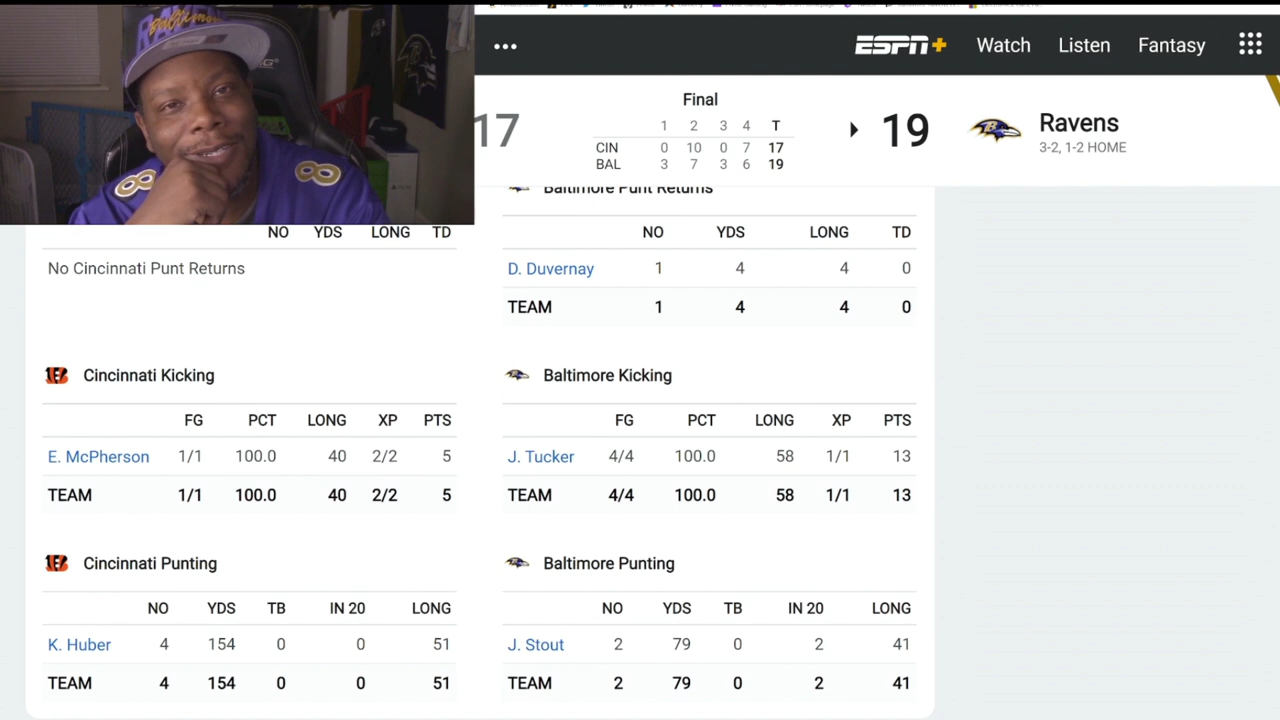 ESPN+ Watch Listen Fantasy
Final
17 1 2 3 4 T 19 Ravens
CIN 0 10 0 7 17 3-2, 1-2 HOME
BAL 3 7 3 6 19
Baltimore Punt Returns
NO YDS LONG TD NO YDS LONG TD
No Cincinnati Punt Returns D. Duvernay 1 4 4 0
TEAM 1 4 4 0
Cincinnati Kicking Baltimore Kicking
FG PCT LONG XP PTS FG PCT LONG XP PTS
E. McPherson 1/1 100.0 40 2/2 5 J. Tucker 4/4 100.0 58 1/1 13
TEAM 1/1 100.0 40 2/2 5 TEAM 4/4 100.0 58 1/1 13
Cincinnati Punting Baltimore Punting
NO YDS TB IN 20 LONG NO YDS TB IN 20 LONG
K. Huber 4 154 0 0 51 J. Stout 2 79 0 2 41
TEAM 4 154 0 0 51 TEAM 2 79 0 2 41
8 8